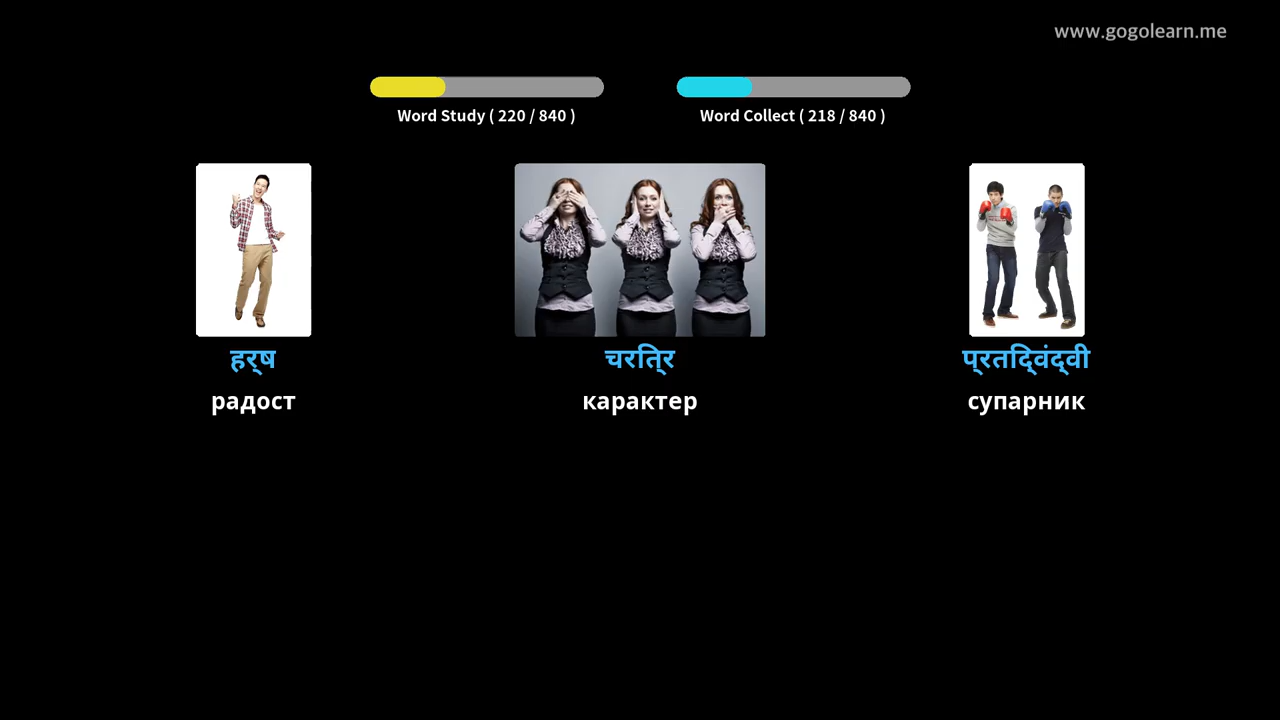 www.gogolearn.me
Word Study ( 220 / 840 )
Word Collect ( 218 / 840 )
हर्ष
चरित्र
प्रतिद्वंद्वी
радост
карактер
супарник